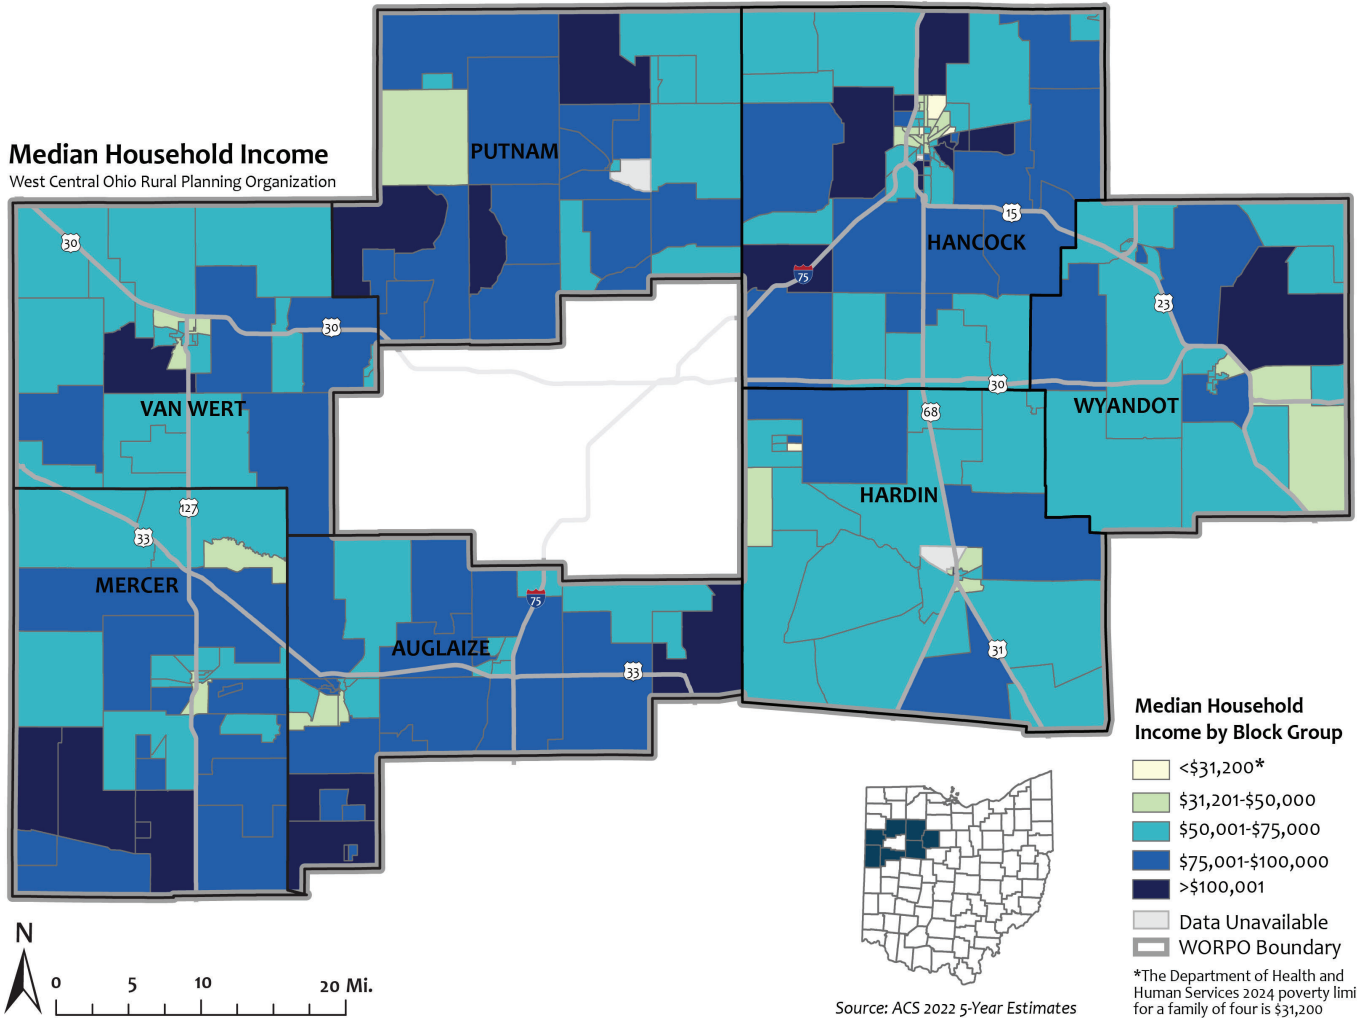 Median Household Income
West Central Ohio Rural Planning Organization
PUTNAM
30
15
HANCOCK
75
23
30
VAN WERT
30
68
WYANDOT
HARDIN
127
33
MERCER
75
AUGLAIZE
33
31
Median Household
Income by Block Group
<$31,200*
$31,201-$50,000
$50,001-$75,000
$75,001-$100,000
>$100,001
Data Unavailable
WORPO Boundary
*The Department of Health and
Human Services 2024 poverty limi
for a family of four is $31,200
N
0 5 10 20 Mi.
Source: ACS 2022 5-Year Estimates